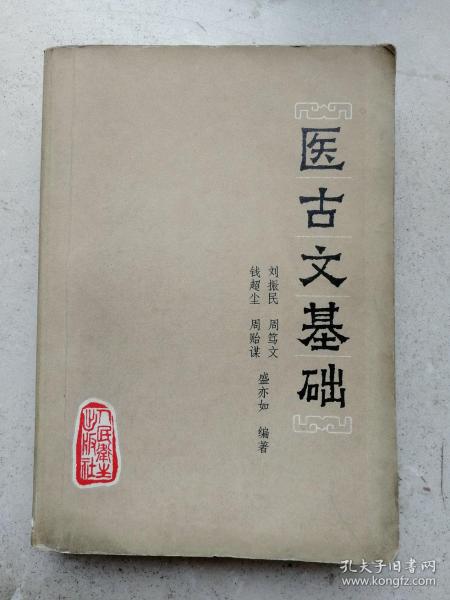 医古文基础
刘振民 周笃文
钱超尘 周贻谋 盛亦如 编著
人民卫生
出版社
孔夫子旧书网
www.kongfz.com